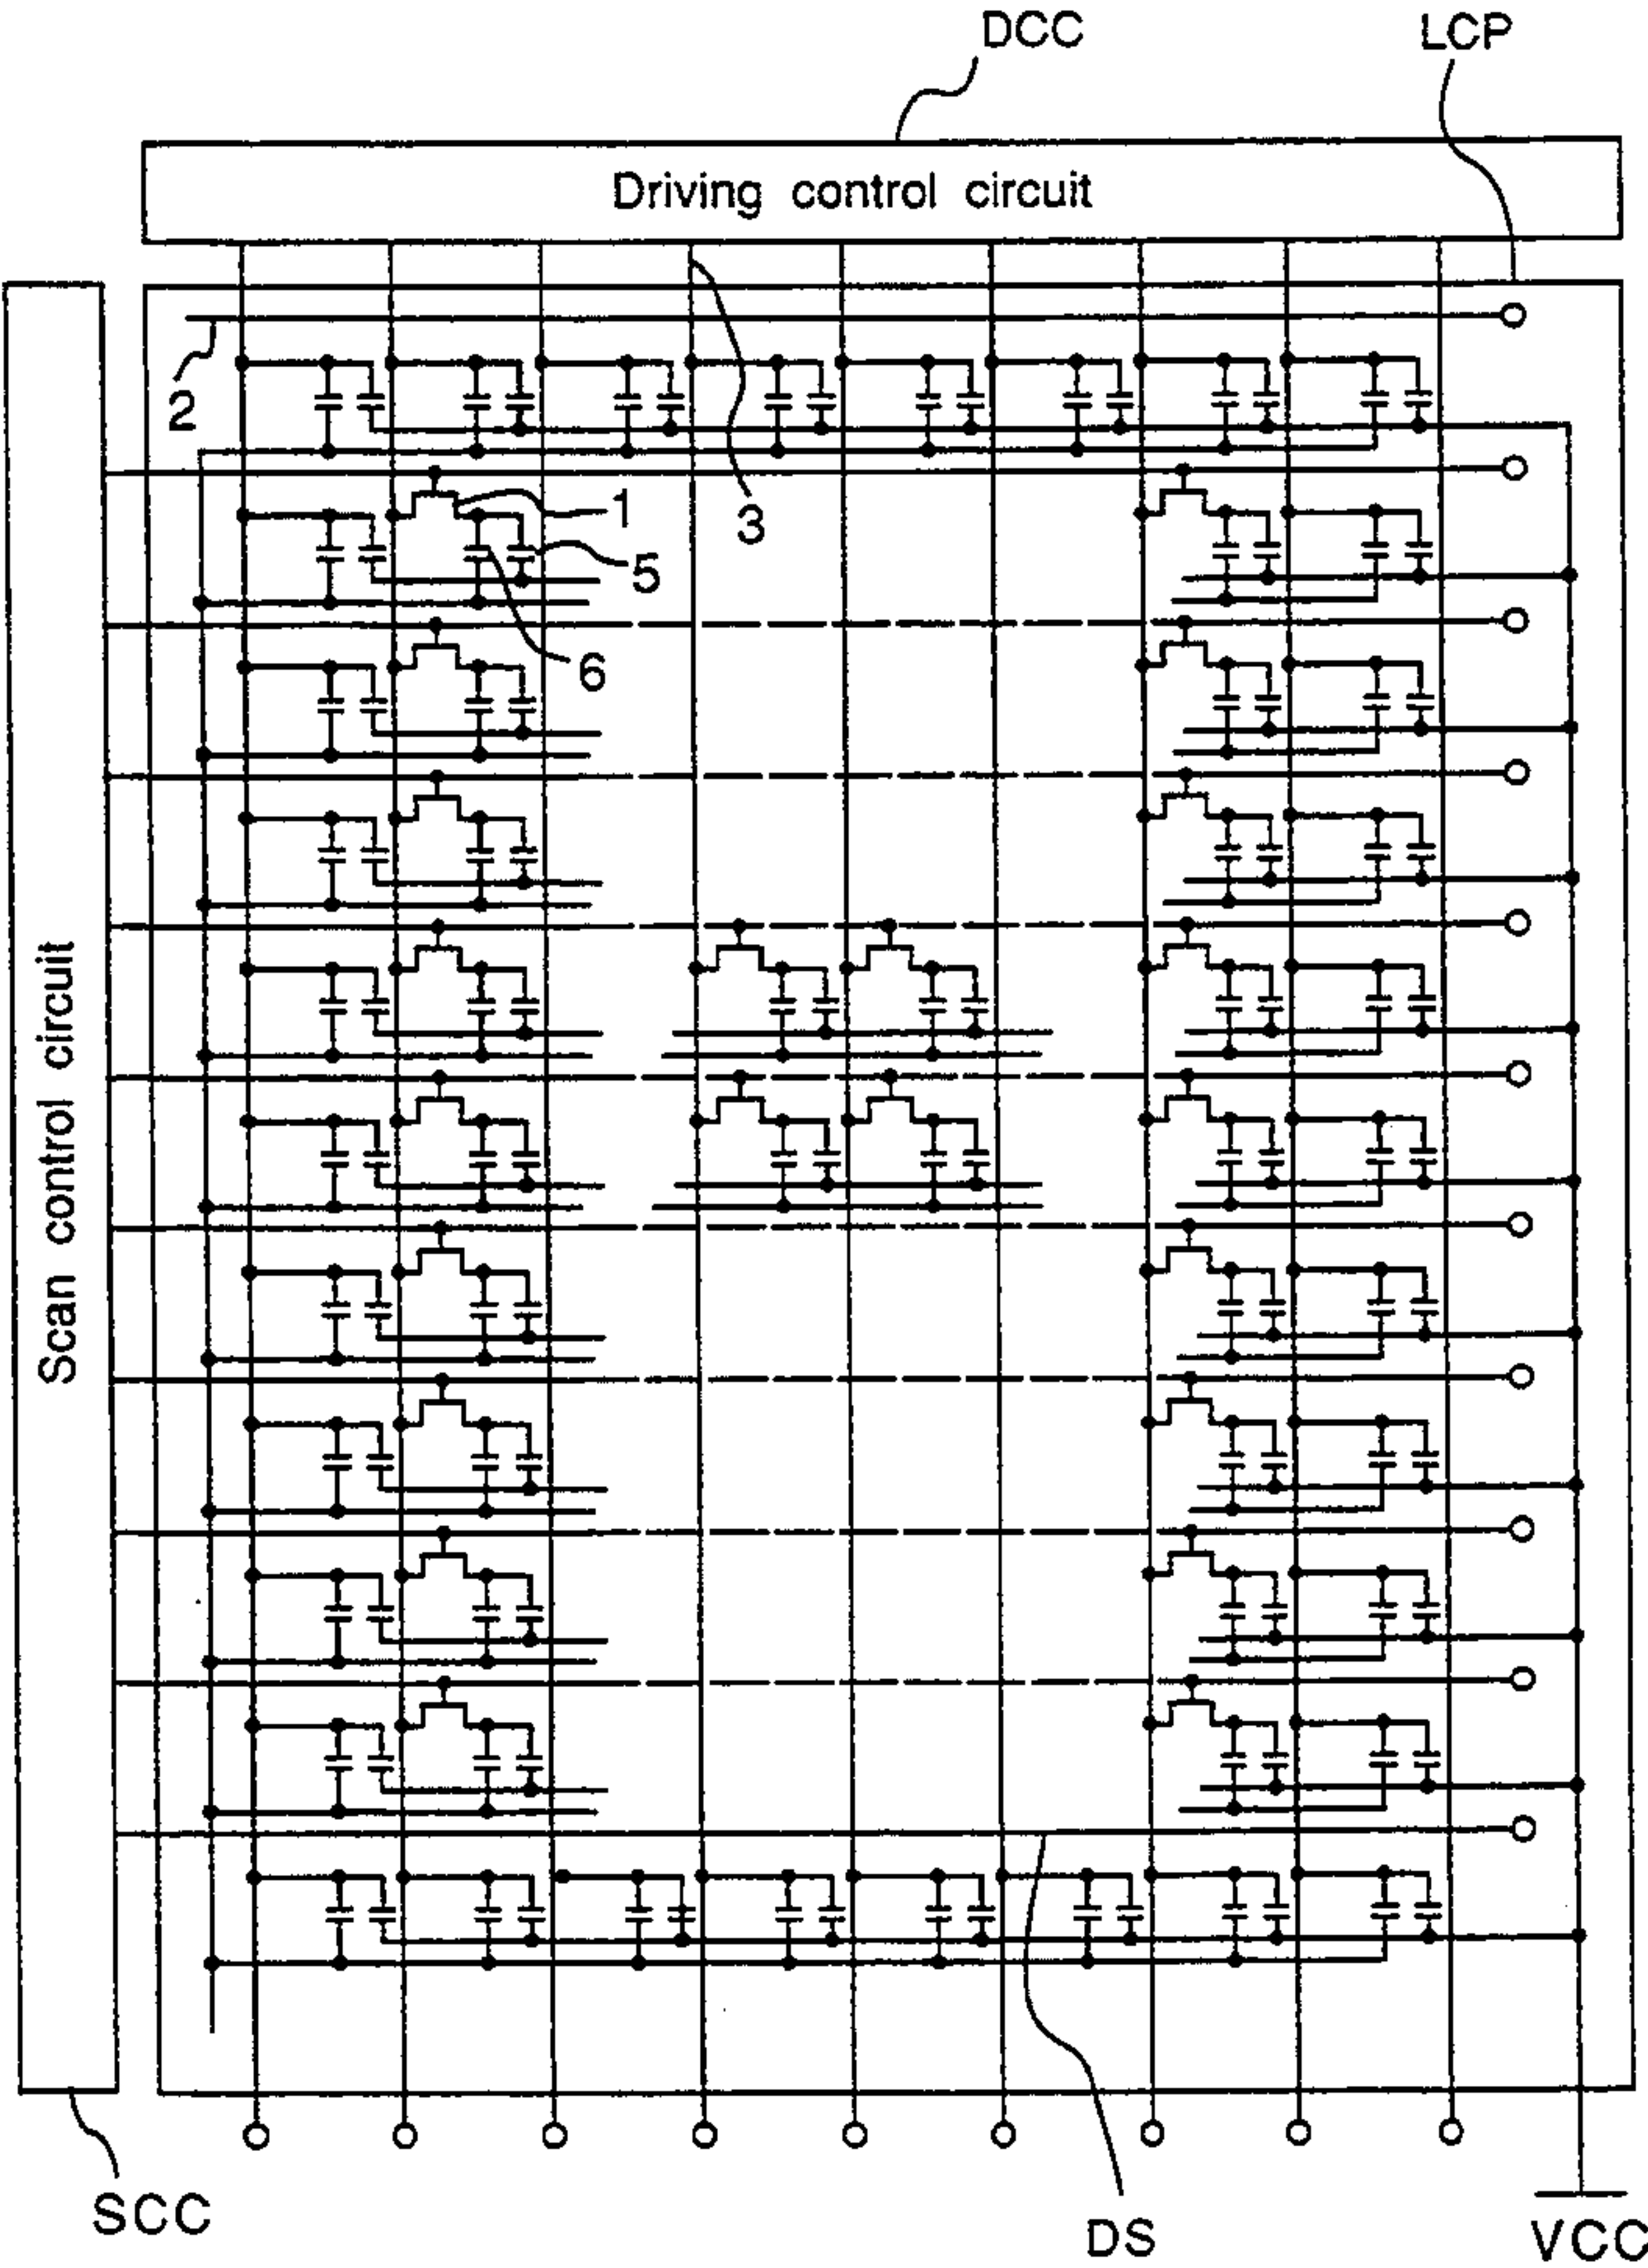 DCC
LCP
Driving control circuit
2
3
1
5
6
Scan control circuit
SCC
DS
VCC